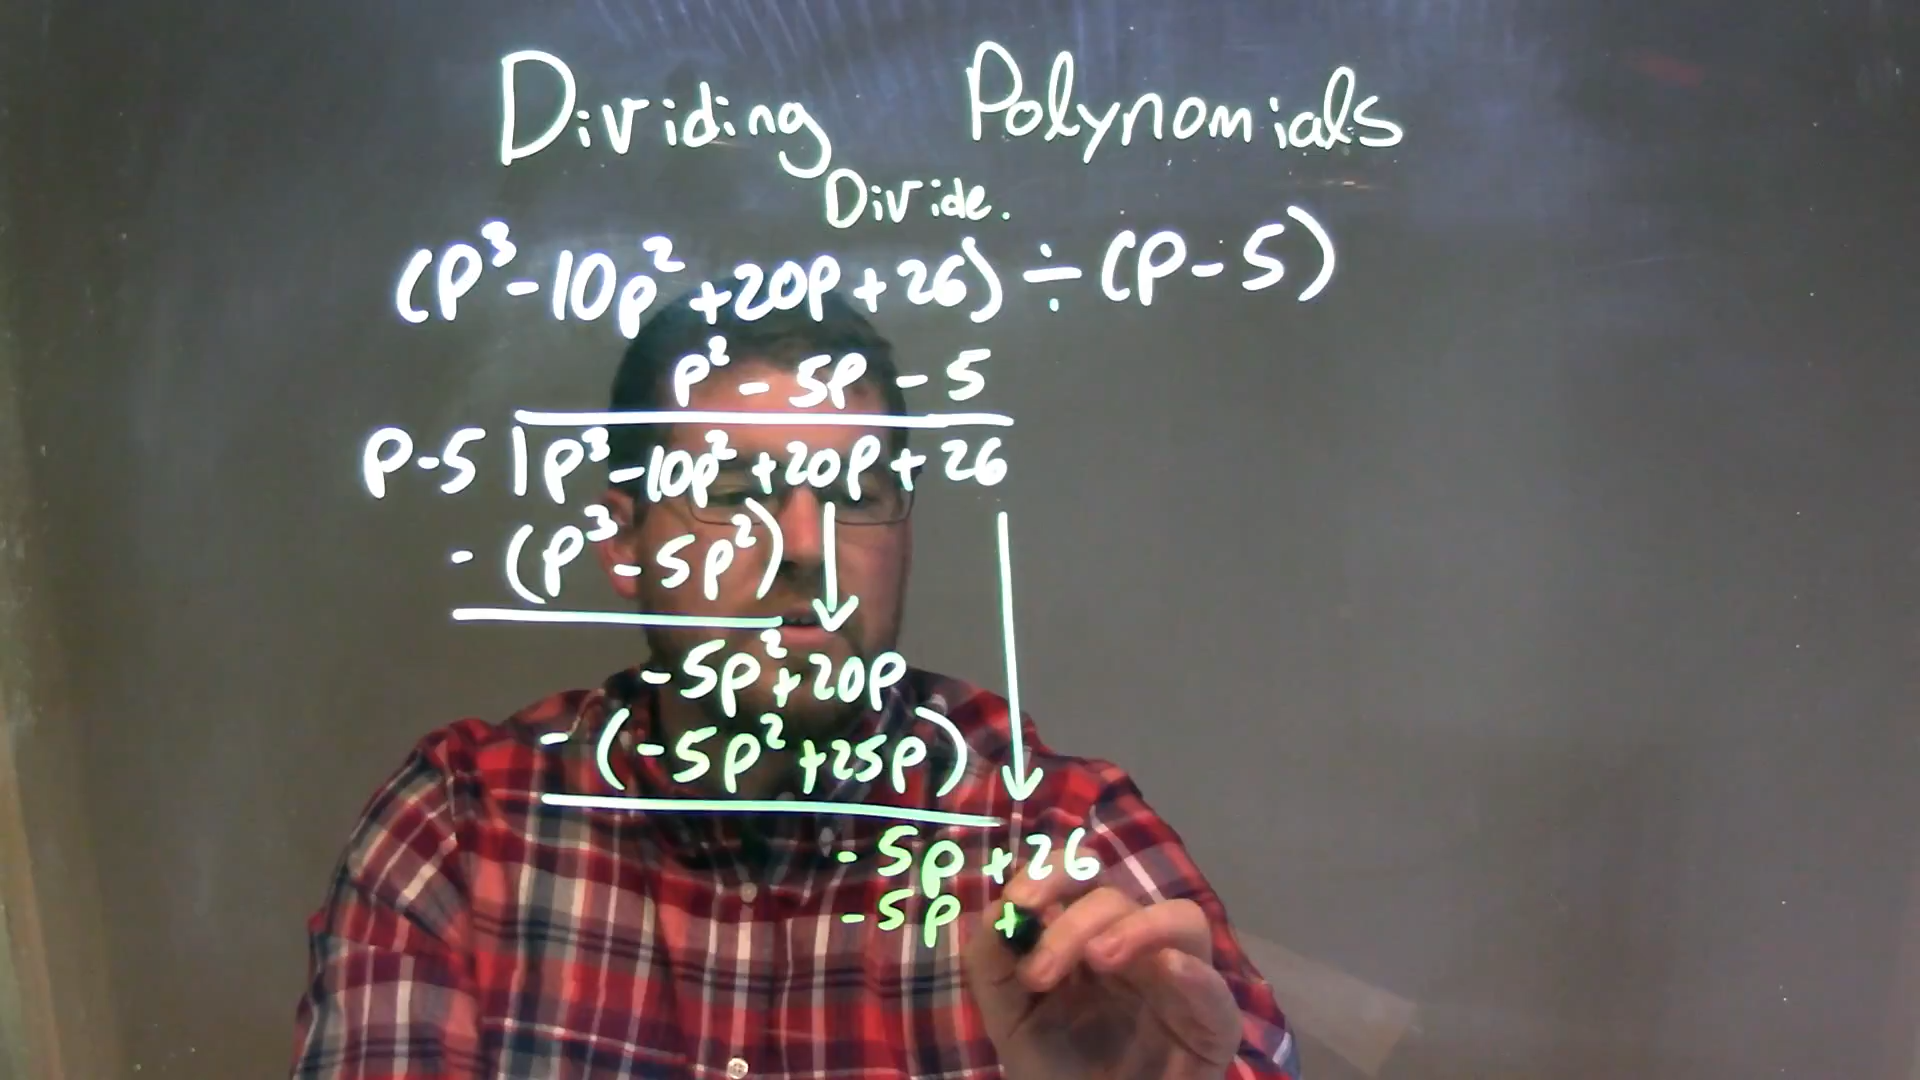 Dividing Polynomials
Divide.
(p³-10p²+20p+26)÷(p-5)
p²-5p-5
p-5 |p³-10p²+20p+26
-(p³-5p²)
-5p²+20p
-(-5p²+25p)
-5p+26
-5p +